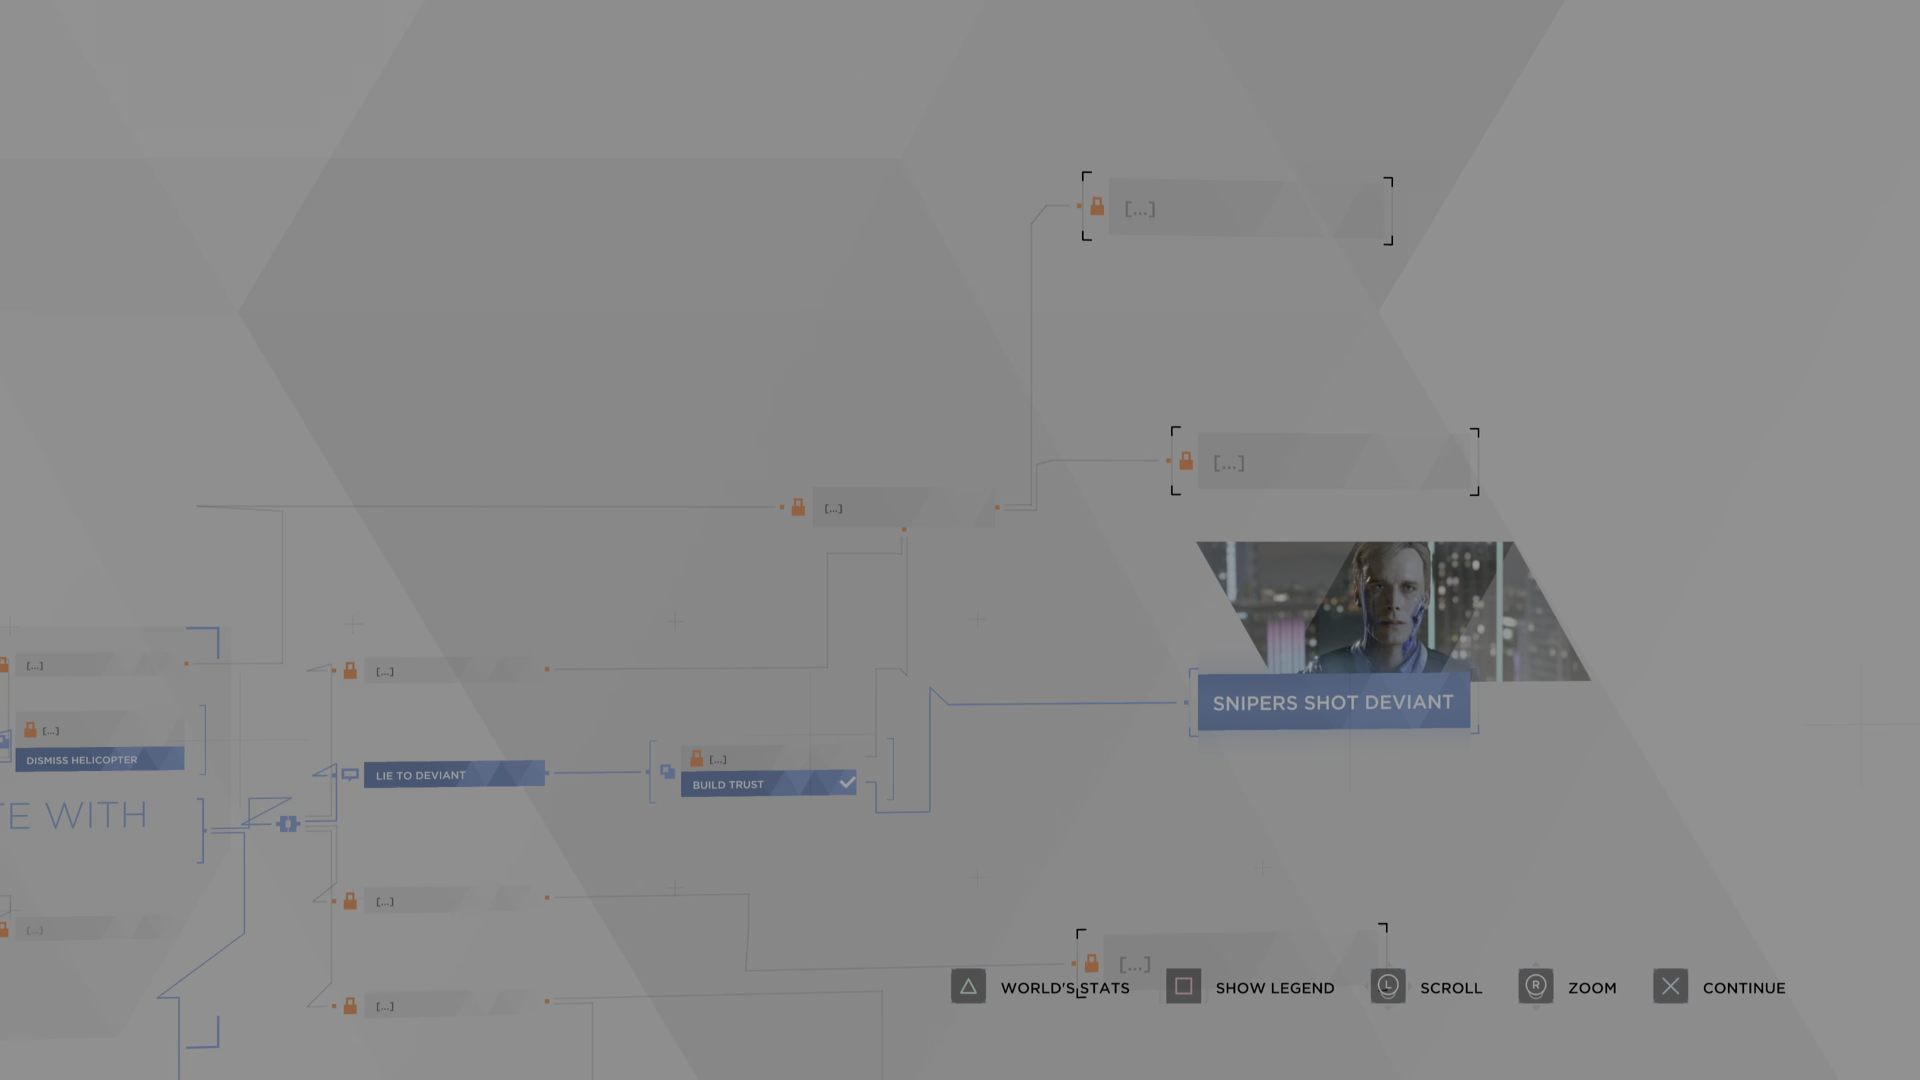 [...]
[...]
[...]
[...]
[...]
[...]
DISMISS HELICOPTER
SNIPERS SHOT DEVIANT
LIE TO DEVIANT
[...]
BUILD TRUST
E WITH
[...]
[...]
[...]
[...]
WORLD'S STATS
SHOW LEGEND
L
SCROLL
R
ZOOM
CONTINUE